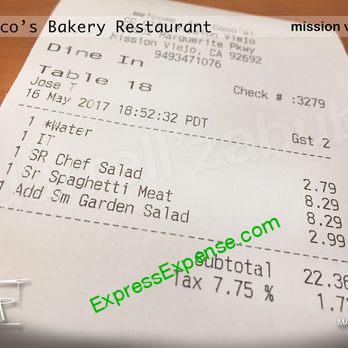 co's Bakery Restaurant
mission v
Welcome
Marguerite Pkwy
Mission Viejo, CA 92692
9493471076
Dine In
Table 18
Jose T
Check # :3279
16 May 2017 18:52:32 PDT
Gst 2
1 *Water
1 IT 2.79
1 SR Chef Salad 8.29
1 Sr Spaghetti Meat 8.29
1 Add Sm Garden Salad 2.99
Subtotal 22.36
Tax 7.75 % 1.7
ExpressExpense.com
MA